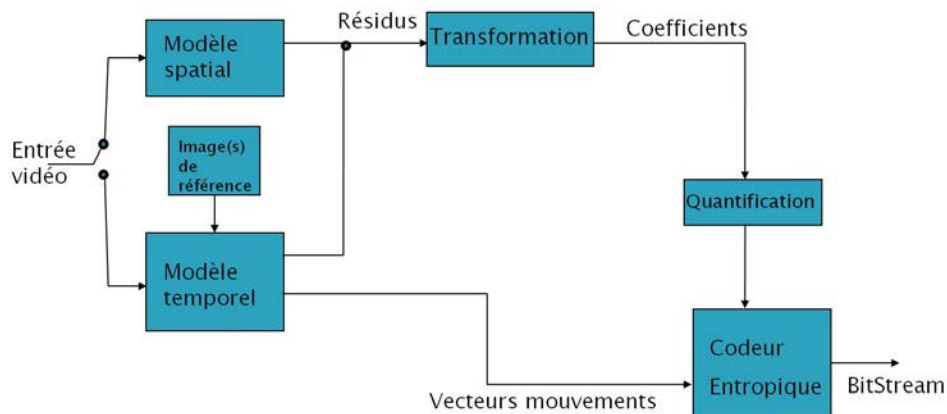 Résidus
Modèle
spatial
Transformation
Coefficients
Entrée
vidéo
Image(s)
de
référence
Quantification
Modèle
temporel
Codeur
Entropique
BitStream
Vecteurs mouvements